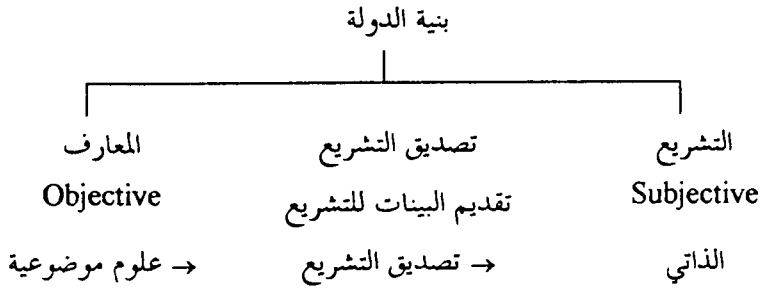 بنية الدولة
التشريع تصديق التشريع المعارف
Subjective تقديم البينات للتشريع Objective
الذاتي → تصديق التشريع → علوم موضوعية